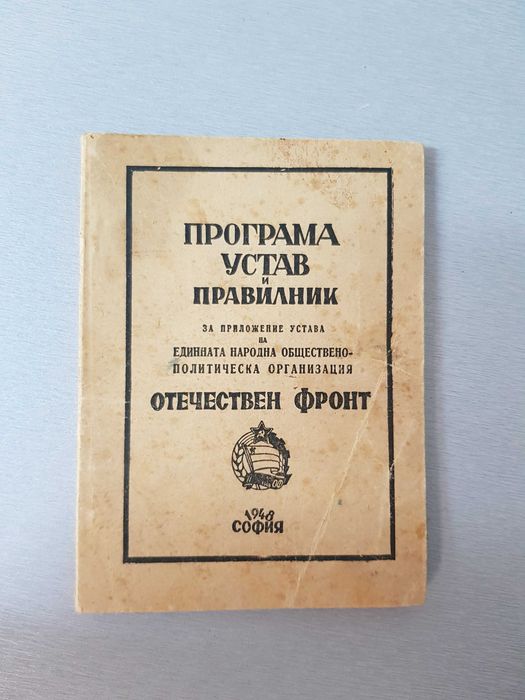 ПРОГРАМА
УСТАВ
и
ПРАВИЛНИК
ЗА ПРИЛОЖЕНИЕ УСТАВА
НА
ЕДИННАТА НАРОДНА ОБЩЕСТВЕНО-
ПОЛИТИЧЕСКА ОРГАНИЗАЦИЯ
ОТЕЧЕСТВЕН ФРОНТ
1948
СОФИЯ